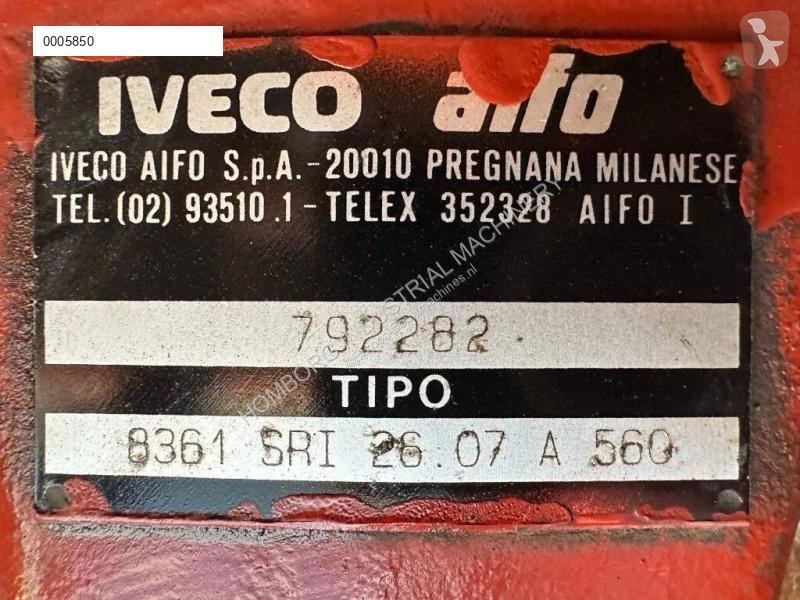 0005850
IVECO aifo
IVECO AIFO S.p.A.-20010 PREGNANA MILANESE
TEL.(02) 93510.1-TELEX 352328 AIFO I
792282
TIPO
8361 SRI 26.07 A 560